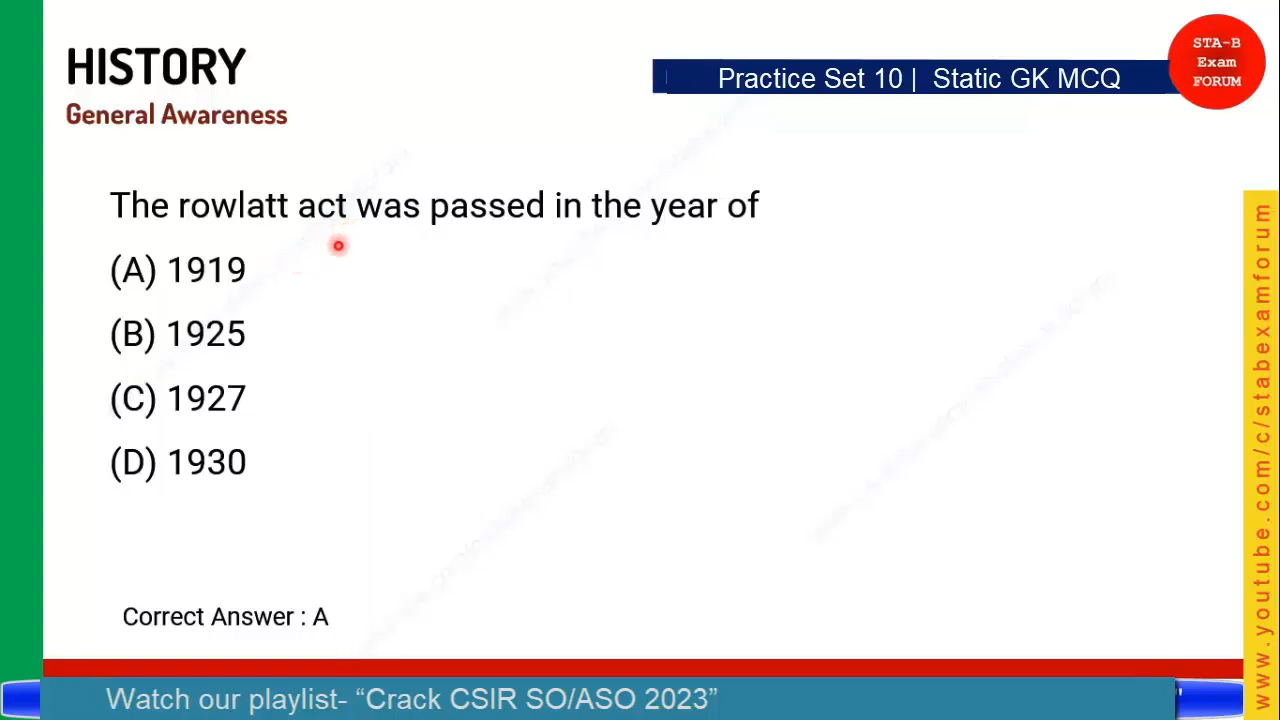 HISTORY
General Awareness
Practice Set 10 | Static GK MCQ
STA-B
Exam
FORUM
The rowlatt act was passed in the year of
(A) 1919
(B) 1925
(C) 1927
(D) 1930
Correct Answer : A
Watch our playlist- “Crack CSIR SO/ASO 2023”
www.youtube.com/c/stabexamforum